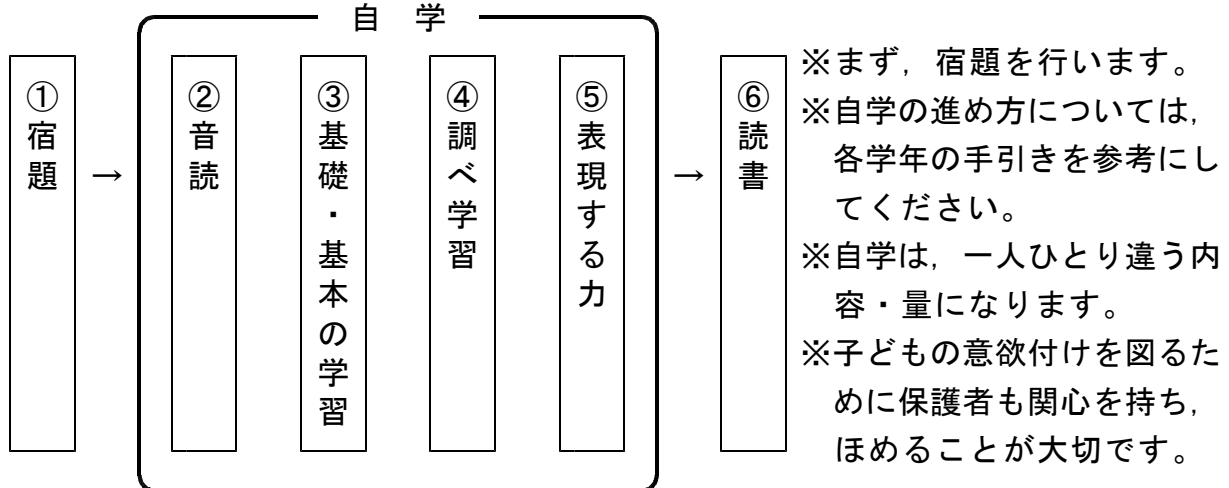 自　学
①宿題
→
②音読
③基礎・基本の学習
④調べ学習
⑤表現する力
→
⑥読書
※まず，宿題を行います。
※自学の進め方については，
各学年の手引きを参考にし
てください。
※自学は，一人ひとり違う内
容・量になります。
※子どもの意欲付けを図るた
めに保護者も関心を持ち，
ほめることが大切です。